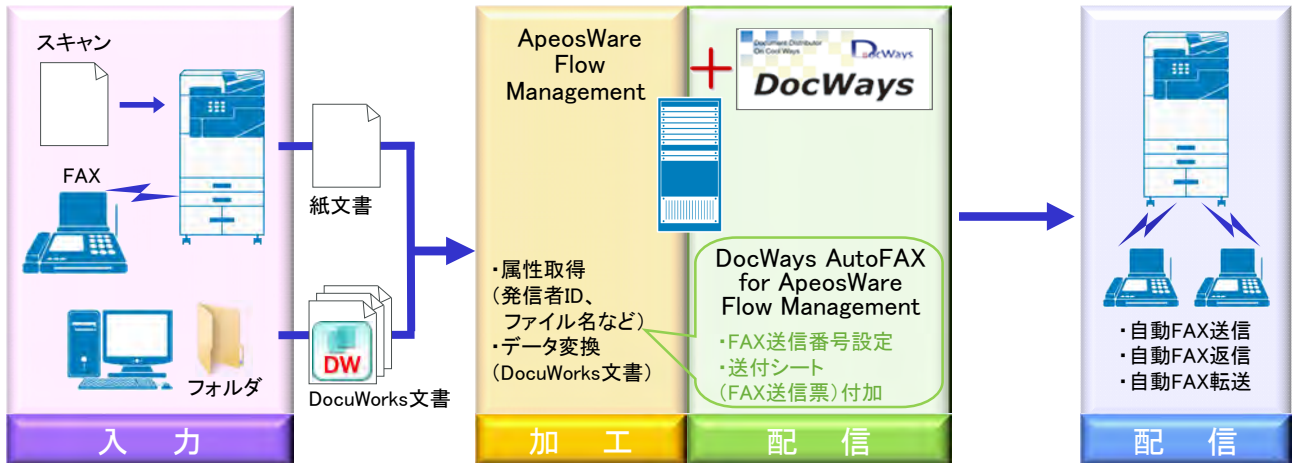 スキャン
FAX
フォルダ
紙文書
DW
DocuWorks文書
入 力
ApeosWare
Flow
Management
・属性取得
(発信者ID、
ファイル名など)
・データ変換
(DocuWorks文書)
加 工
Document Distributor
On Cool Ways
DocWays
DocWays
DocWays AutoFAX
for ApeosWare
Flow Management
・FAX送信番号設定
・送付シート
(FAX送信票)付加
配 信
・自動FAX送信
・自動FAX返信
・自動FAX転送
配 信